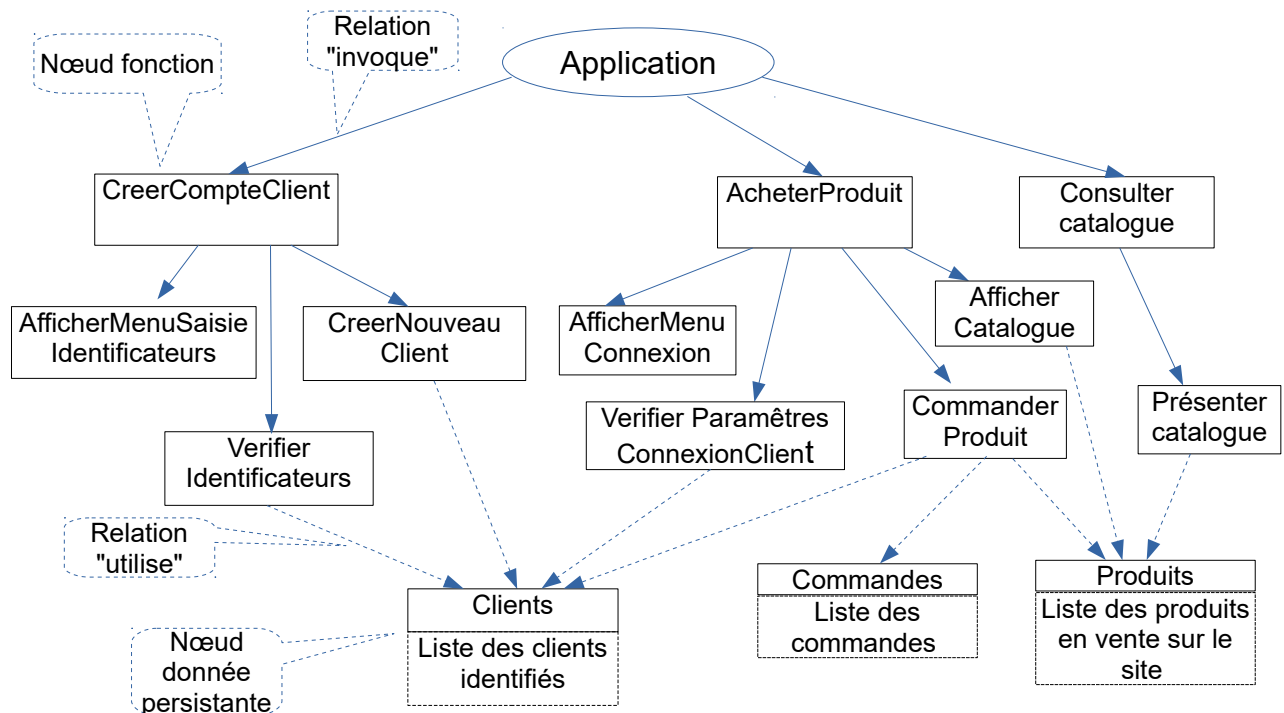 Relation
"invoque"
Nœud fonction
Application
CreerCompteClient
AcheterProduit
Consulter
catalogue
AfficherMenuSaisie
Identificateurs
CreerNouveau
Client
AfficherMenu
Connexion
Afficher
Catalogue
Verifier
Identificateurs
Verifier Paramêtres
ConnexionClient
Commander
Produit
Présenter
catalogue
Relation
"utilise"
Clients
Liste des clients
identifiés
Commandes
Liste des
commandes
Produits
Liste des produits
en vente sur le
site
Nœud
donnée
persistante